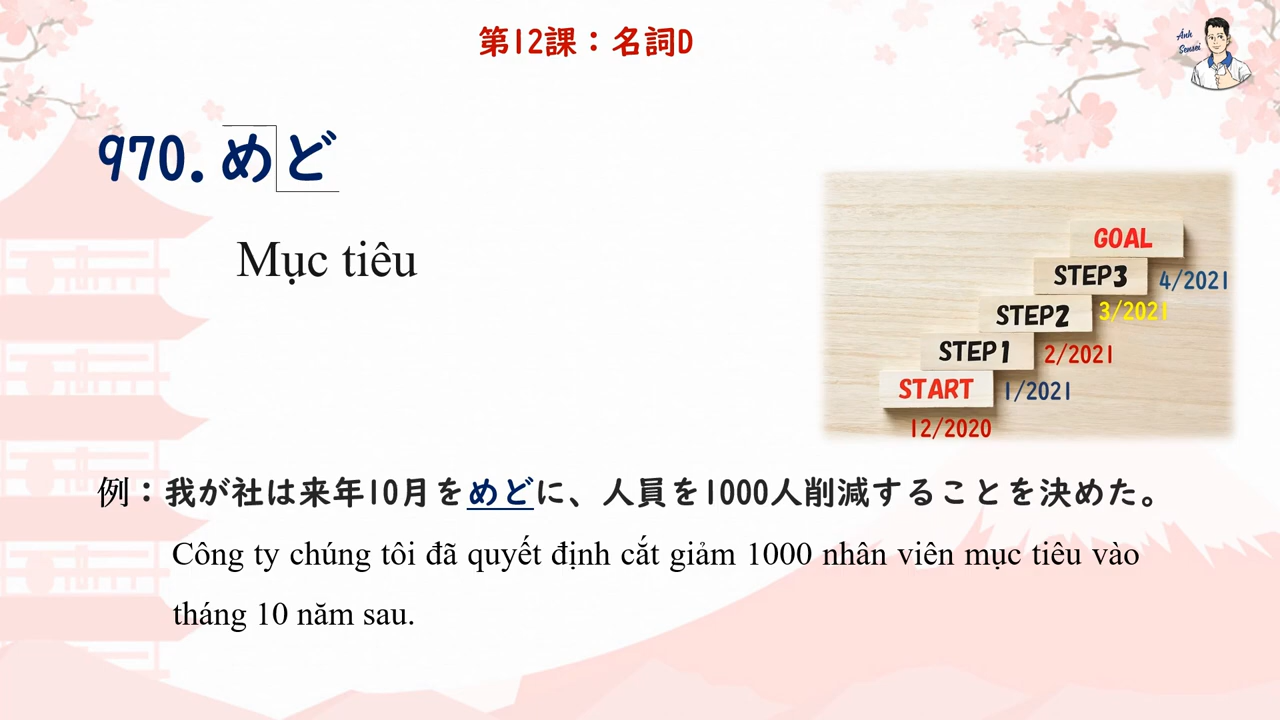 第12課：名詞D
Anh
Sensei
970.めど
Mục tiêu
GOAL
STEP3 4/2021
STEP2 3/2021
STEP1 2/2021
START 1/2021
12/2020
例：我が社は来年10月をめどに、人員を1000人削減することを決めた。
Công ty chúng tôi đã quyết định cắt giảm 1000 nhân viên mục tiêu vào
tháng 10 năm sau.